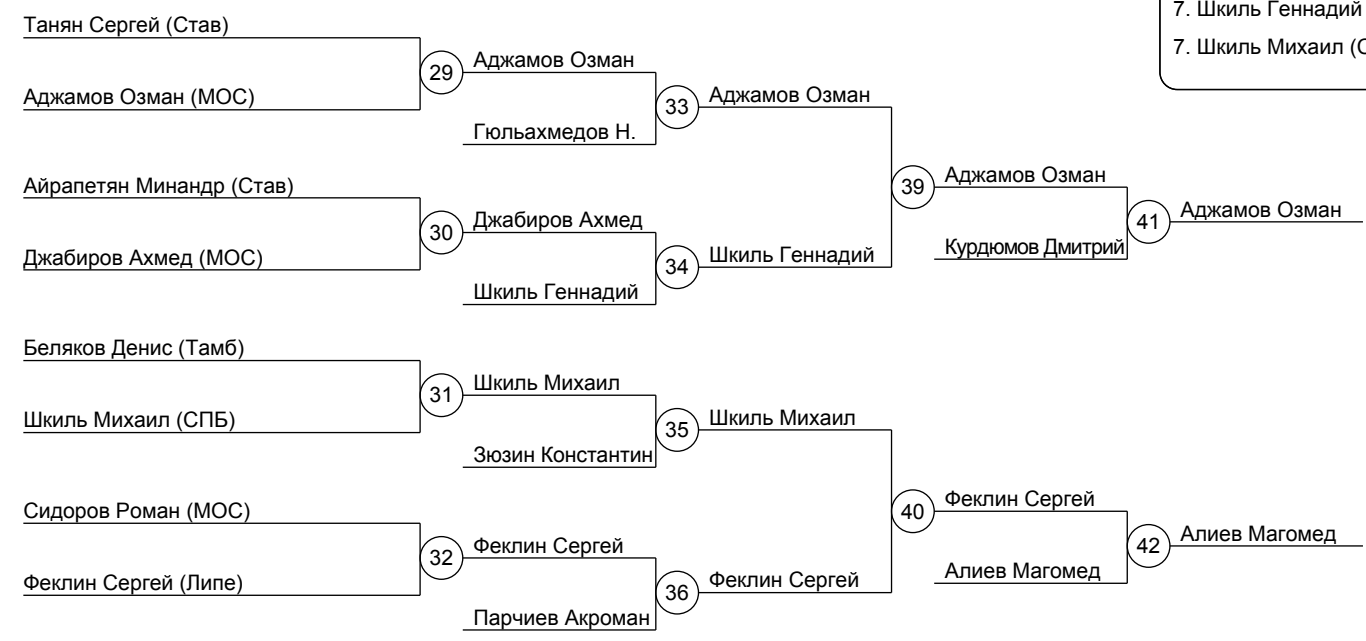 7. Шкиль Геннадий
7. Шкиль Михаил (С
Танян Сергей (Став)
29
Аджамов Озман
Аджамов Озман (МОС)
33
Аджамов Озман
Гюльахмедов Н.
Айрапетян Минандр (Став)
39
Аджамов Озман
30
Джабиров Ахмед
41
Аджамов Озман
Джабиров Ахмед (МОС)
34
Шкиль Геннадий
Курдюмов Дмитрий
Шкиль Геннадий
Беляков Денис (Тамб)
31
Шкиль Михаил
Шкиль Михаил (СПБ)
35
Шкиль Михаил
Зюзин Константин
Сидоров Роман (МОС)
40
Феклин Сергей
32
Феклин Сергей
42
Алиев Магомед
Феклин Сергей (Липе)
36
Феклин Сергей
Алиев Магомед
Парчиев Акроман